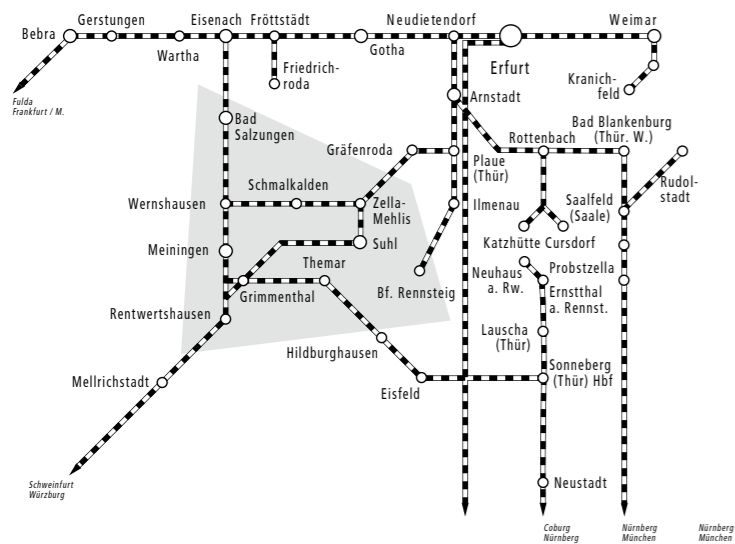 Bebra
Gerstungen
Wartha
Eisenach
Fröttstädt
Friedrich-
roda
Gotha
Neudietendorf
Erfurt
Weimar
Kranich-
feld
Fulda
Frankfurt / M.
Arnstadt
Bad
Salzungen
Gräfenroda
Plaue
(Thür)
Rottenbach
Bad Blankenburg
(Thür. W.)
Rudol-
stadt
Schmalkalden
Wernshausen
Zella-
Mehlis
Ilmenau
Saalfeld
(Saale)
Katzhütte
Cursdorf
Meiningen
Suhl
Themar
Grimmenthal
Bf. Rennsteig
Neuhaus
a. Rw.
Probstzella
Ernstthal
a. Rennst.
Rentwertshausen
Hildburghausen
Lauscha
(Thür)
Mellrichstadt
Eisfeld
Sonneberg
(Thür) Hbf
Schweinfurt
Würzburg
Neustadt
Coburg
Nürnberg
Nürnberg
München
Nürnberg
München